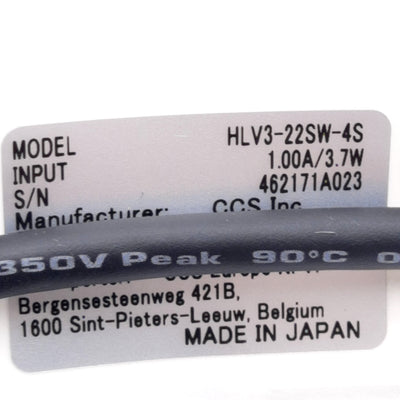 MODEL HLV3-22SW-4S
INPUT 1.00A/3.7W
S/N 462171A023
Manufacturer: CCS Inc.
350V Peak 90°C
Bergensesteenweg 421B,
1600 Sint-Pieters-Leeuw, Belgium
MADE IN JAPAN